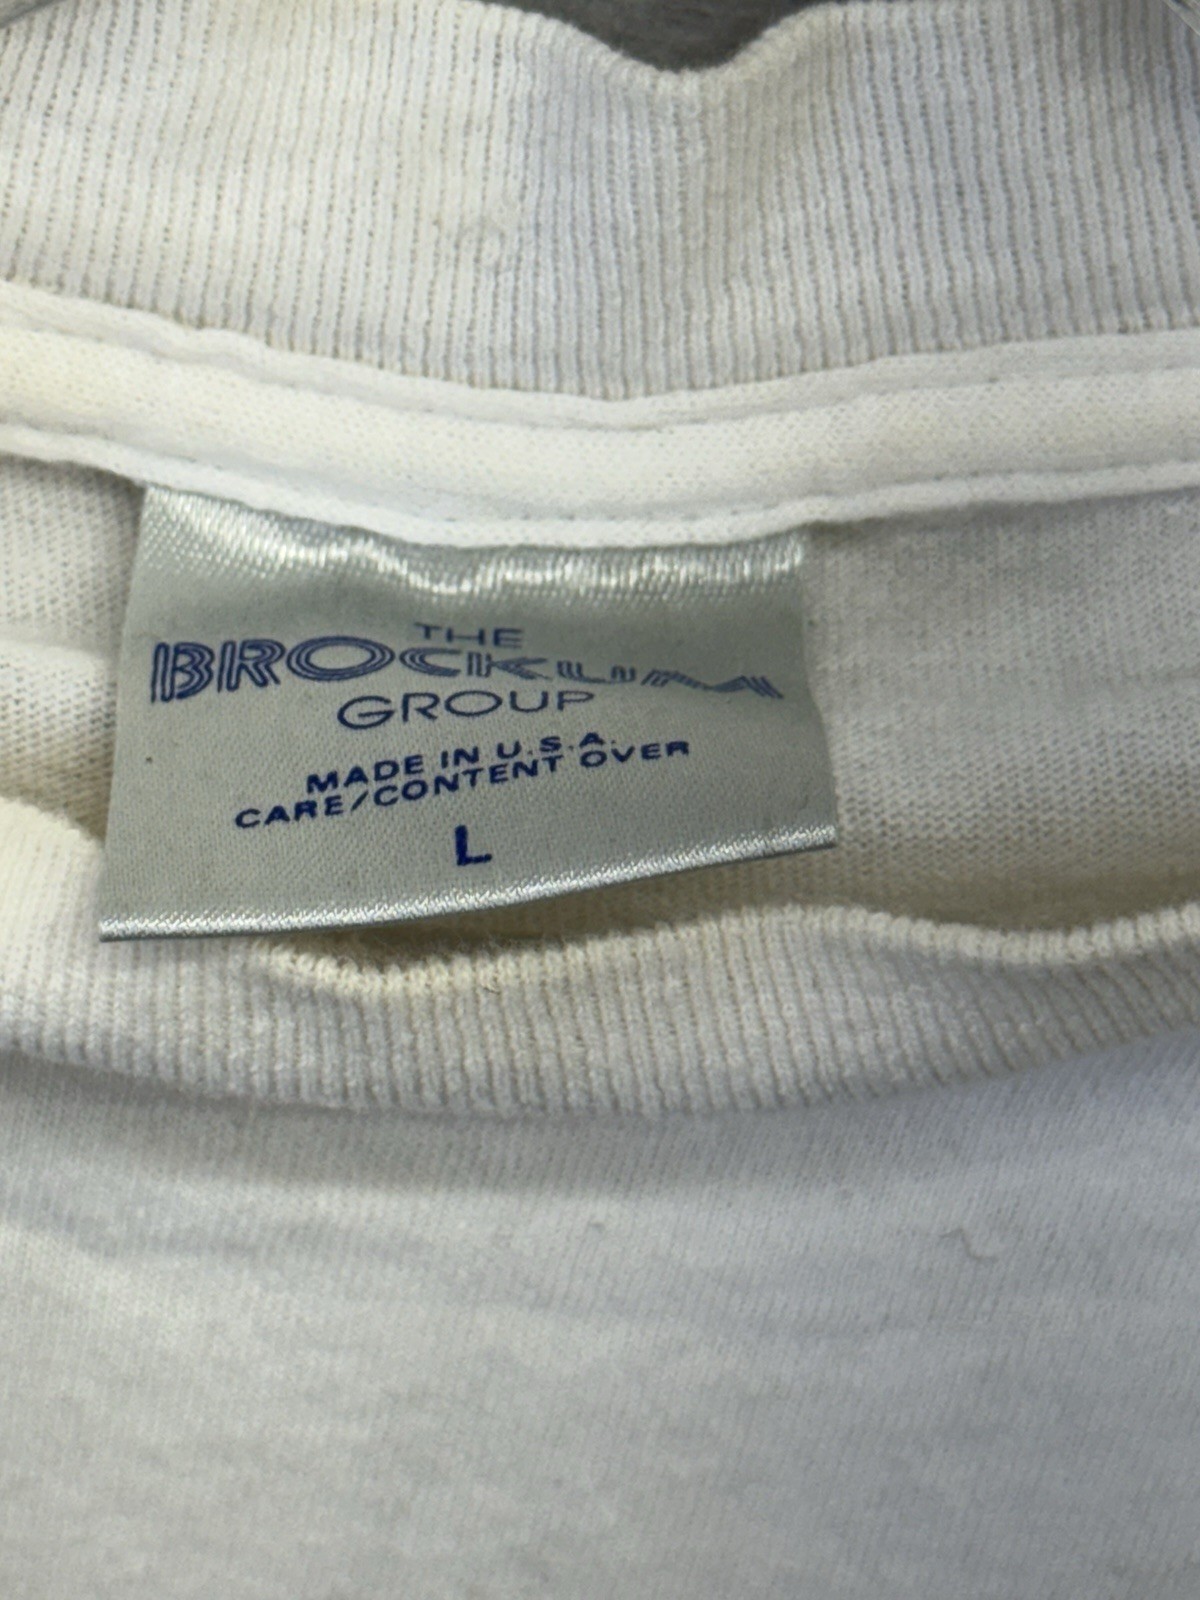 THE
BROCKUM
GROUP
MADE IN U.S.A.
CARE/CONTENT OVER
L